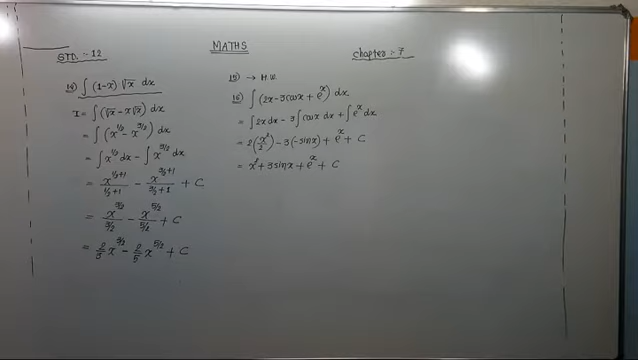 STD. :- 12
MATHS
chapter :- 7
14) ∫ (1-x) √x dx
I = ∫ (√x - x√x) dx
= ∫ (x^1/2 - x^3/2) dx
= ∫ x^1/2 dx - ∫ x^3/2 dx
= x^(1/2+1)/(1/2+1) - x^(3/2+1)/(3/2+1) + C
= x^3/2/(3/2) - x^5/2/(5/2) + C
= 2/3 x^3/2 - 2/5 x^5/2 + C
15) → H.W.
16) ∫ (2x - 3cosx + e^x) dx
= ∫ 2x dx - 3 ∫ cosx dx + ∫ e^x dx
= 2(x²/2) - 3(-sinx) + e^x + C
= x² + 3sinx + e^x + C